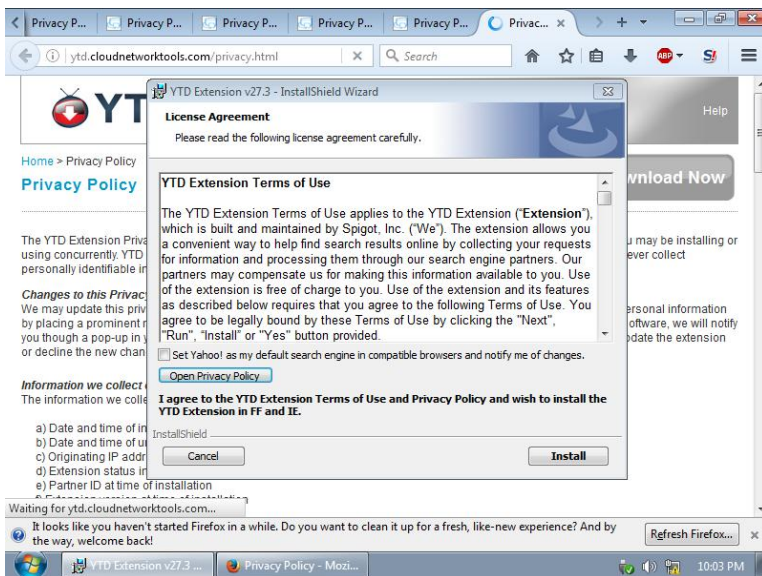 Privacy P...
Privacy P...
Privacy P...
Privacy P...
Privacy P...
Privac...
ytd.cloudnetworktools.com/privacy.html
Search
ABP
S!
YT
Help
Home > Privacy Policy
wnload Now
Privacy Policy
The YTD Extension Priva
u may be installing or
using concurrently. YTD
ever collect
personally identifiable in
Changes to this Privac
We may update this priv
ersonal information
by placing a prominent r
oftware, we will notify
you though a pop-up in y
pdate the extension
or decline the new chan
Information we collect
The information we colle
a) Date and time of in
b) Date and time of u
c) Originating IP addr
d) Extension status in
e) Partner ID at time of installation
YTD Extension v27.3 - InstallShield Wizard
License Agreement
Please read the following license agreement carefully.
YTD Extension Terms of Use
The YTD Extension Terms of Use applies to the YTD Extension (“Extension”),
which is built and maintained by Spigot, Inc. (“We”). The extension allows you
a convenient way to help find search results online by collecting your requests
for information and processing them through our search engine partners. Our
partners may compensate us for making this information available to you. Use
of the extension is free of charge to you. Use of the extension and its features
as described below requires that you agree to the following Terms of Use. You
agree to be legally bound by these Terms of Use by clicking the "Next",
"Run", “Install” or "Yes" button provided.
Set Yahoo! as my default search engine in compatible browsers and notify me of changes.
Open Privacy Policy
I agree to the YTD Extension Terms of Use and Privacy Policy and wish to install the
YTD Extension in FF and IE.
InstallShield
Cancel
Install
Waiting for ytd.cloudnetworktools.com...
It looks like you haven't started Firefox in a while. Do you want to clean it up for a fresh, like-new experience? And by
the way, welcome back!
Refresh Firefox...
YTD Extension v27.3 ...
Privacy Policy - Mozi...
10:03 PM